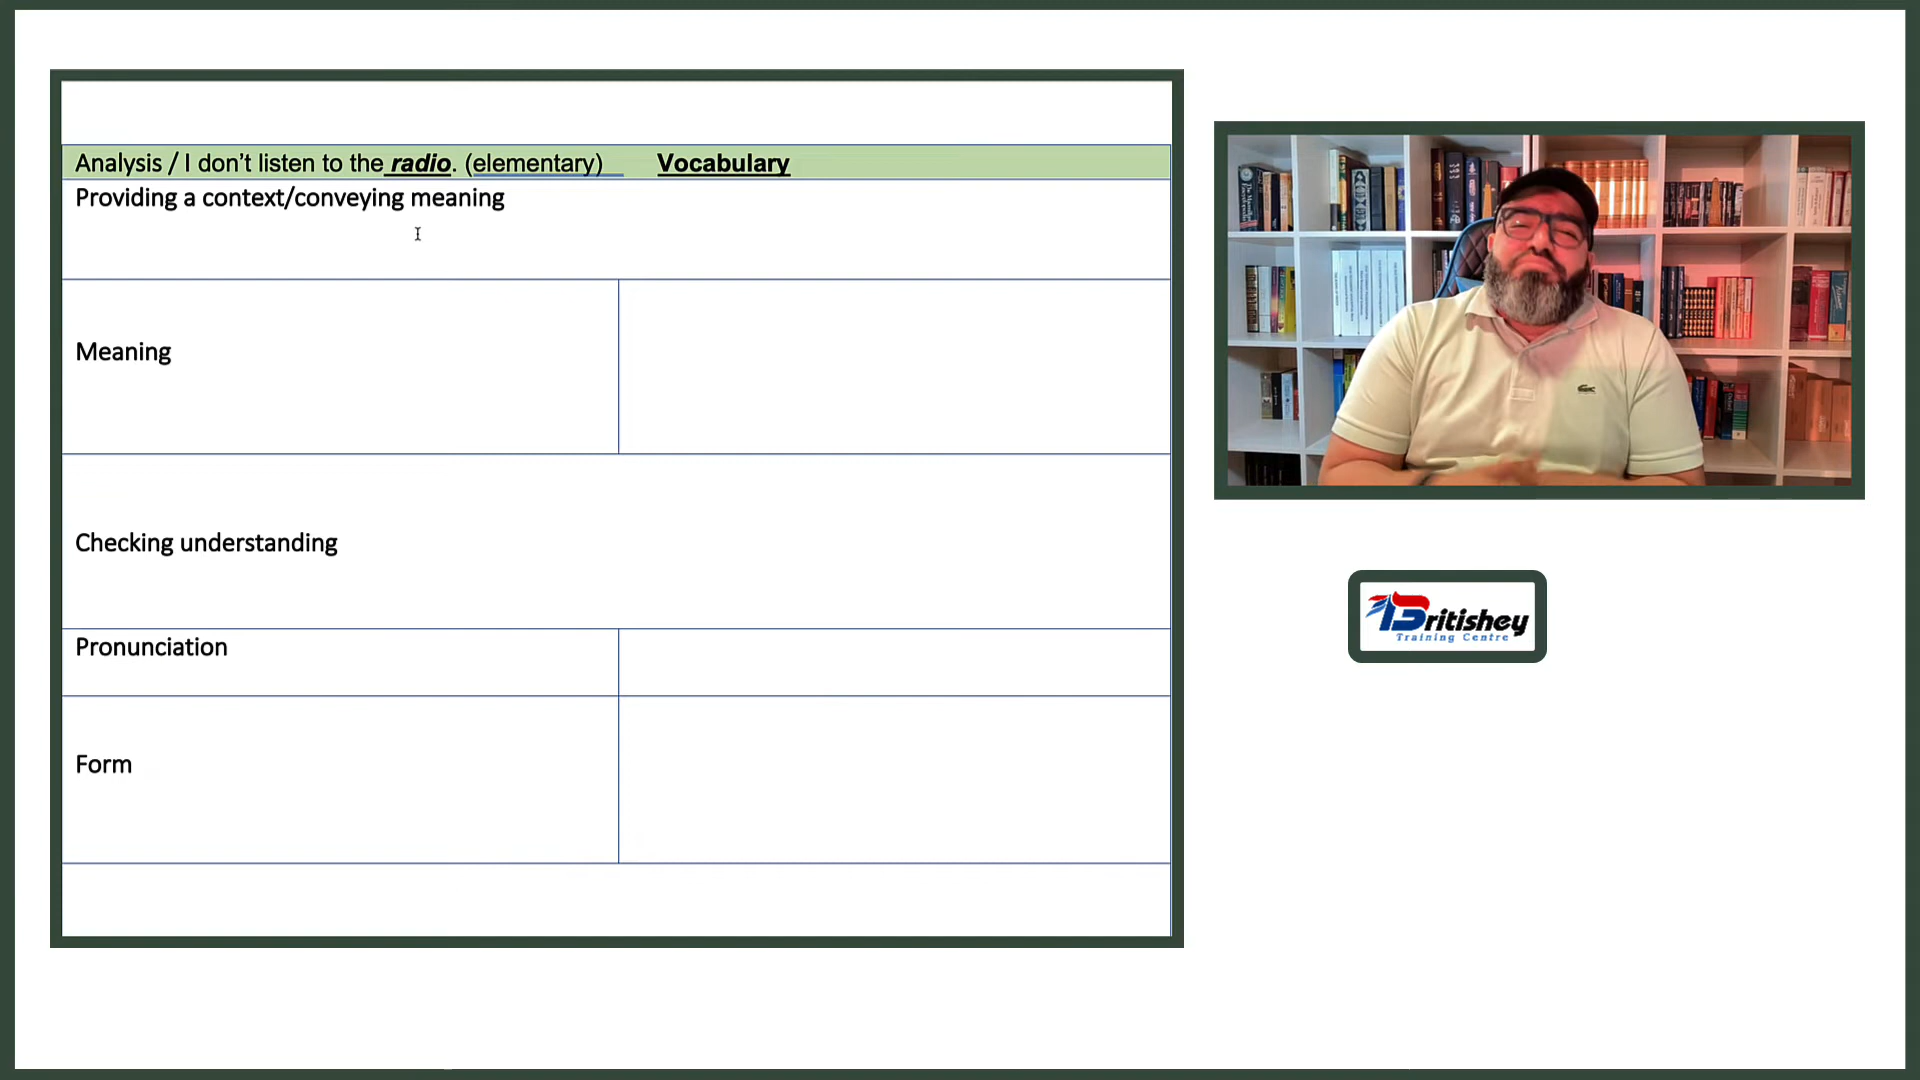 Analysis / I don't listen to the radio. (elementary) Vocabulary
Providing a context/conveying meaning
Meaning
Checking understanding
Pronunciation
Form
Britishey
Training Centre